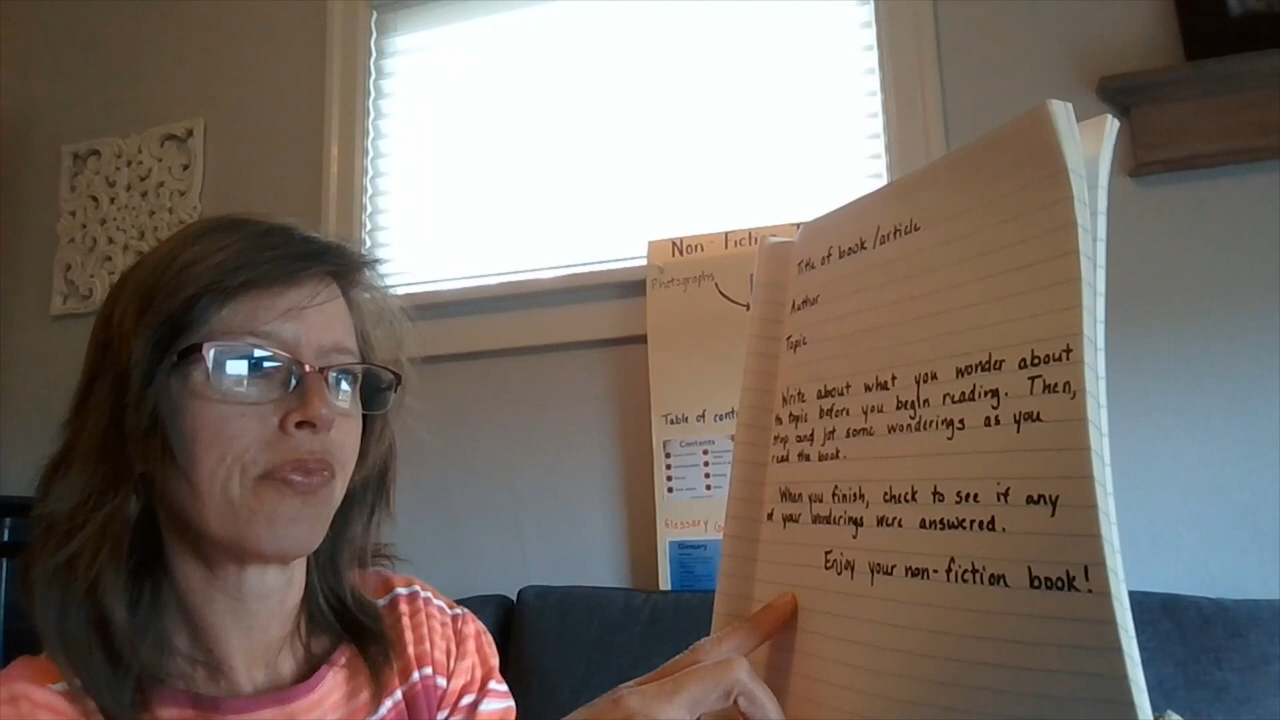 Non-Fictio
Photographs
Table of cont
Contents
Glossary
Glossary
Title of book/article
Author
Topic
Write about what you wonder about
topic before you begin reading. Then,
stop and jot some wonderings as you
read the book.
When you finish, check to see if any
of your wonderings were answered.
Enjoy your non-fiction book!